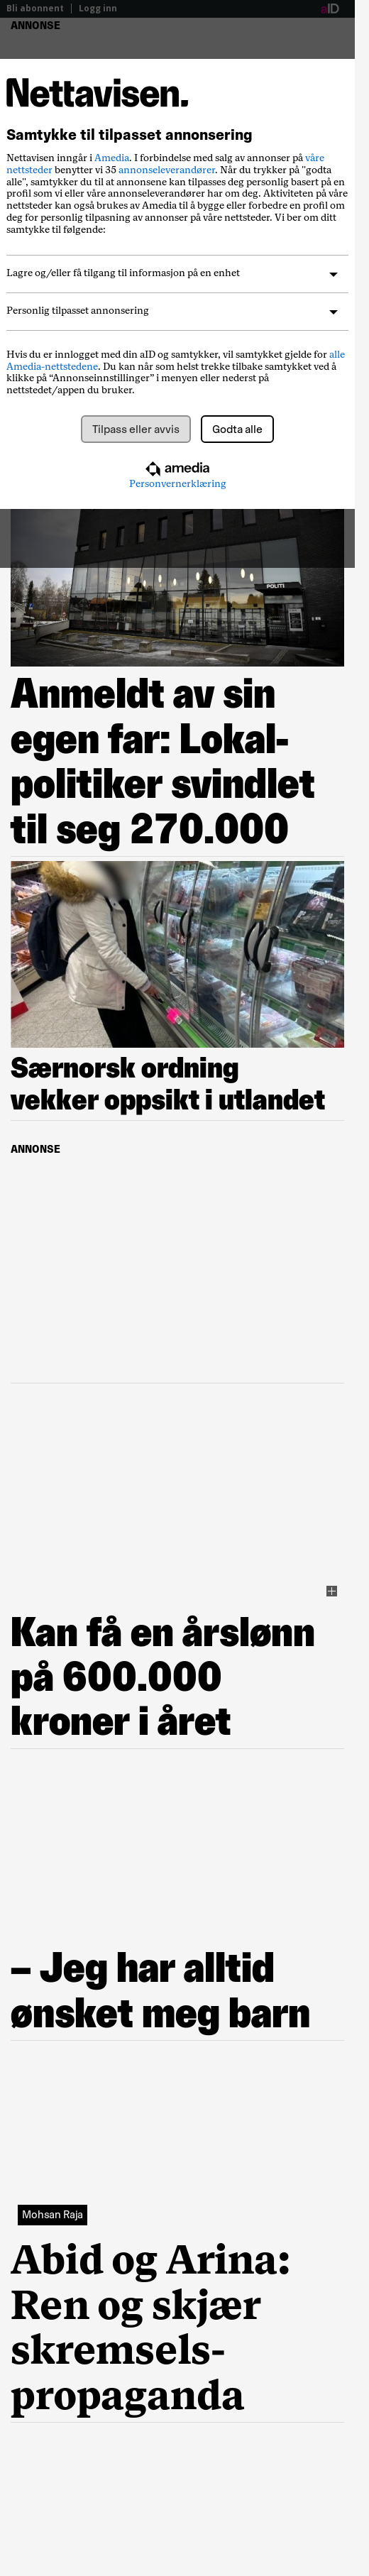 Bli abonnent | Logg inn
aID
ANNONSE
Nettavisen.
Samtykke til tilpasset annonsering
Nettavisen inngår i Amedia. I forbindelse med salg av annonser på våre
nettsteder benytter vi 35 annonseleverandører. Når du trykker på "godta
alle", samtykker du til at annonsene kan tilpasses deg personlig basert på en
profil som vi eller våre annonseleverandører har om deg. Aktiviteten på våre
nettsteder kan også brukes av Amedia til å bygge eller forbedre en profil om
deg for personlig tilpasning av annonser på våre nettsteder. Vi ber om ditt
samtykke til følgende:
Lagre og/eller få tilgang til informasjon på en enhet
Personlig tilpasset annonsering
Hvis du er innlogget med din aID og samtykker, vil samtykket gjelde for alle
Amedia-nettstedene. Du kan når som helst trekke tilbake samtykket ved å
klikke på “Annonseinnstillinger” i menyen eller nederst på
nettstedet/appen du bruker.
Tilpass eller avvis
Godta alle
amedia
Personvernerklæring
POLITI
Anmeldt av sin
egen far: Lokal-
politiker svindlet
til seg 270.000
Særnorsk ordning
vekker oppsikt i utlandet
ANNONSE
Kan få en årslønn
på 600.000
kroner i året
– Jeg har alltid
ønsket meg barn
Mohsan Raja
Abid og Arina:
Ren og skjær
skremsels-
propaganda